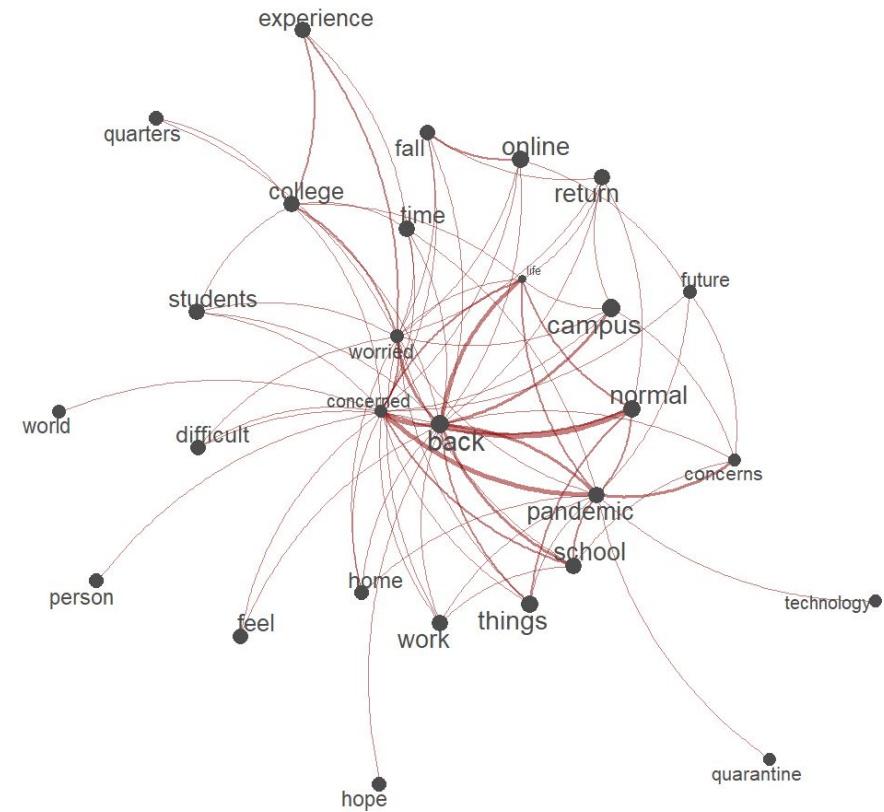 experience
quarters
fall
online
college
return
time
life
future
students
campus
worried
concerned
normal
world
difficult
back
concerns
pandemic
school
home
person
technology
feel
work
things
quarantine
hope